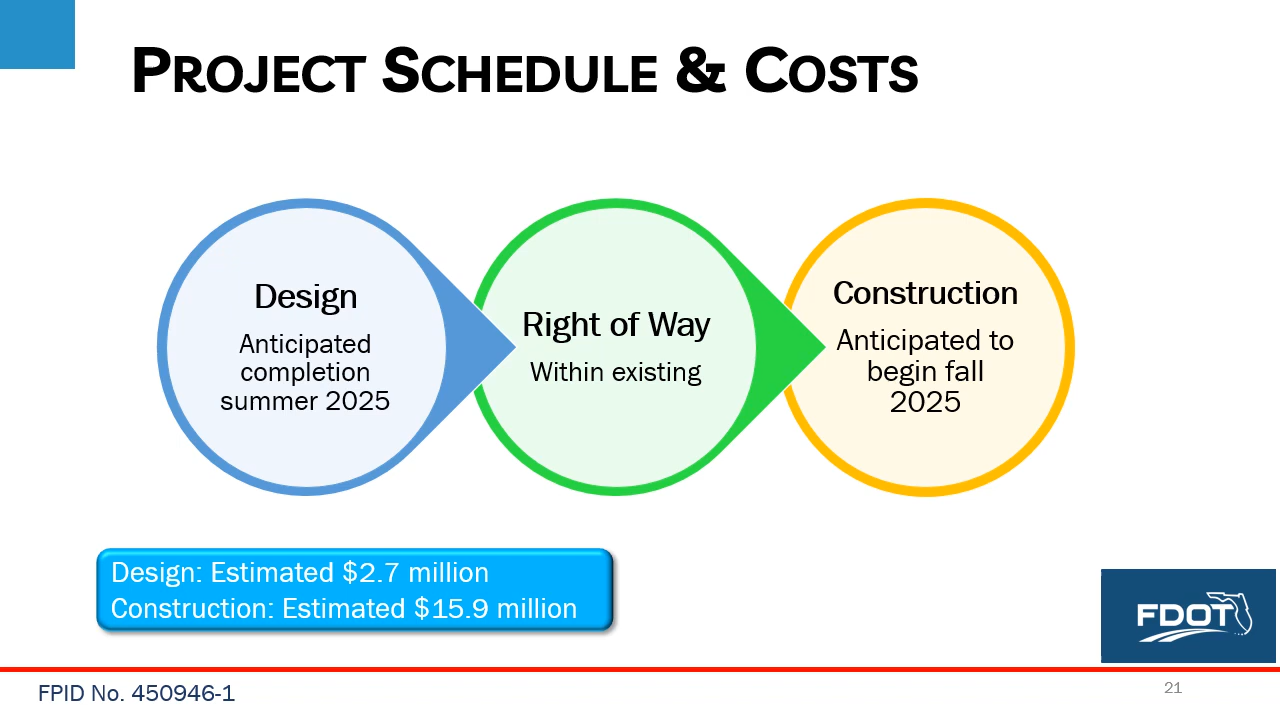 PROJECT SCHEDULE & COSTS
Design
Anticipated
completion
summer 2025
Right of Way
Within existing
Construction
Anticipated to
begin fall
2025
Design: Estimated $2.7 million
Construction: Estimated $15.9 million
FDOT
FPID No. 450946-1
21